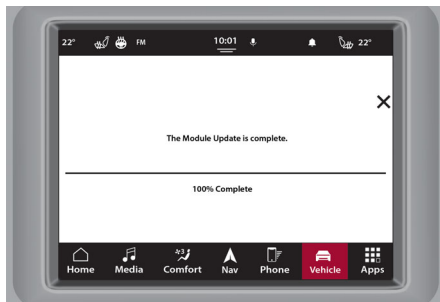 22° FM 10:01 22°
The Module Update is complete.
100% Complete
Home Media Comfort Nav Phone Vehicle Apps